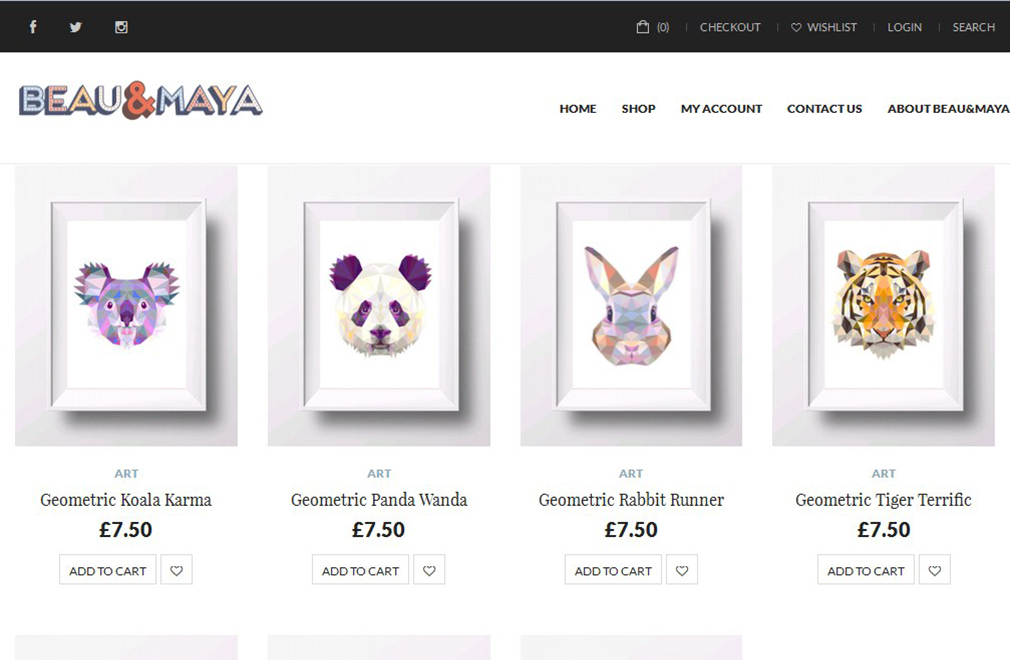 (0) CHECKOUT WISHLIST LOGIN SEARCH
BEAU&MAYA
HOME SHOP MY ACCOUNT CONTACT US ABOUT BEAU&MAYA
ART ART ART ART
Geometric Koala Karma Geometric Panda Wanda Geometric Rabbit Runner Geometric Tiger Terrific
£7.50 £7.50 £7.50 £7.50
ADD TO CART ADD TO CART ADD TO CART ADD TO CART